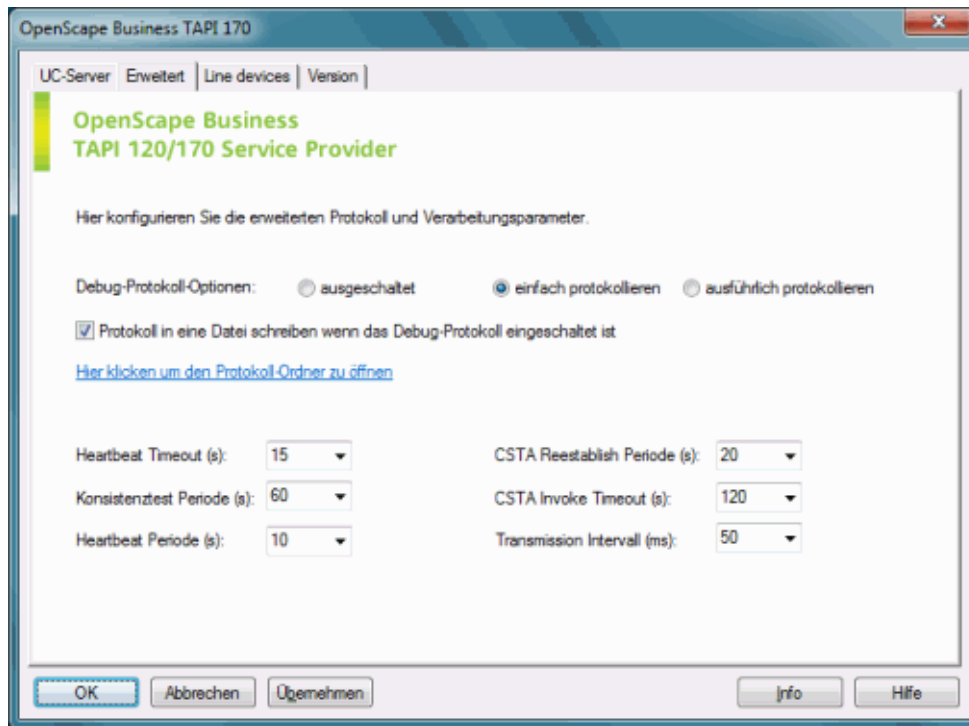 OpenScape Business TAPI 170
UC-Server Erweitert Line devices Version
OpenScape Business
TAPI 120/170 Service Provider
Hier konfigurieren Sie die erweiterten Protokoll und Verarbeitungsparameter.
Debug-Protokoll-Optionen: ausgeschaltet einfach protokollieren ausführlich protokollieren
Protokoll in eine Datei schreiben wenn das Debug-Protokoll eingeschaltet ist
Hier klicken um den Protokoll-Ordner zu öffnen
Heartbeat Timeout (s): 15 CSTA Reestablish Periode (s): 20
Konsistenztest Periode (s): 60 CSTA Invoke Timeout (s): 120
Heartbeat Periode (s): 10 Transmission Intervall (ms): 50
OK Abbrechen Übernehmen Info Hilfe